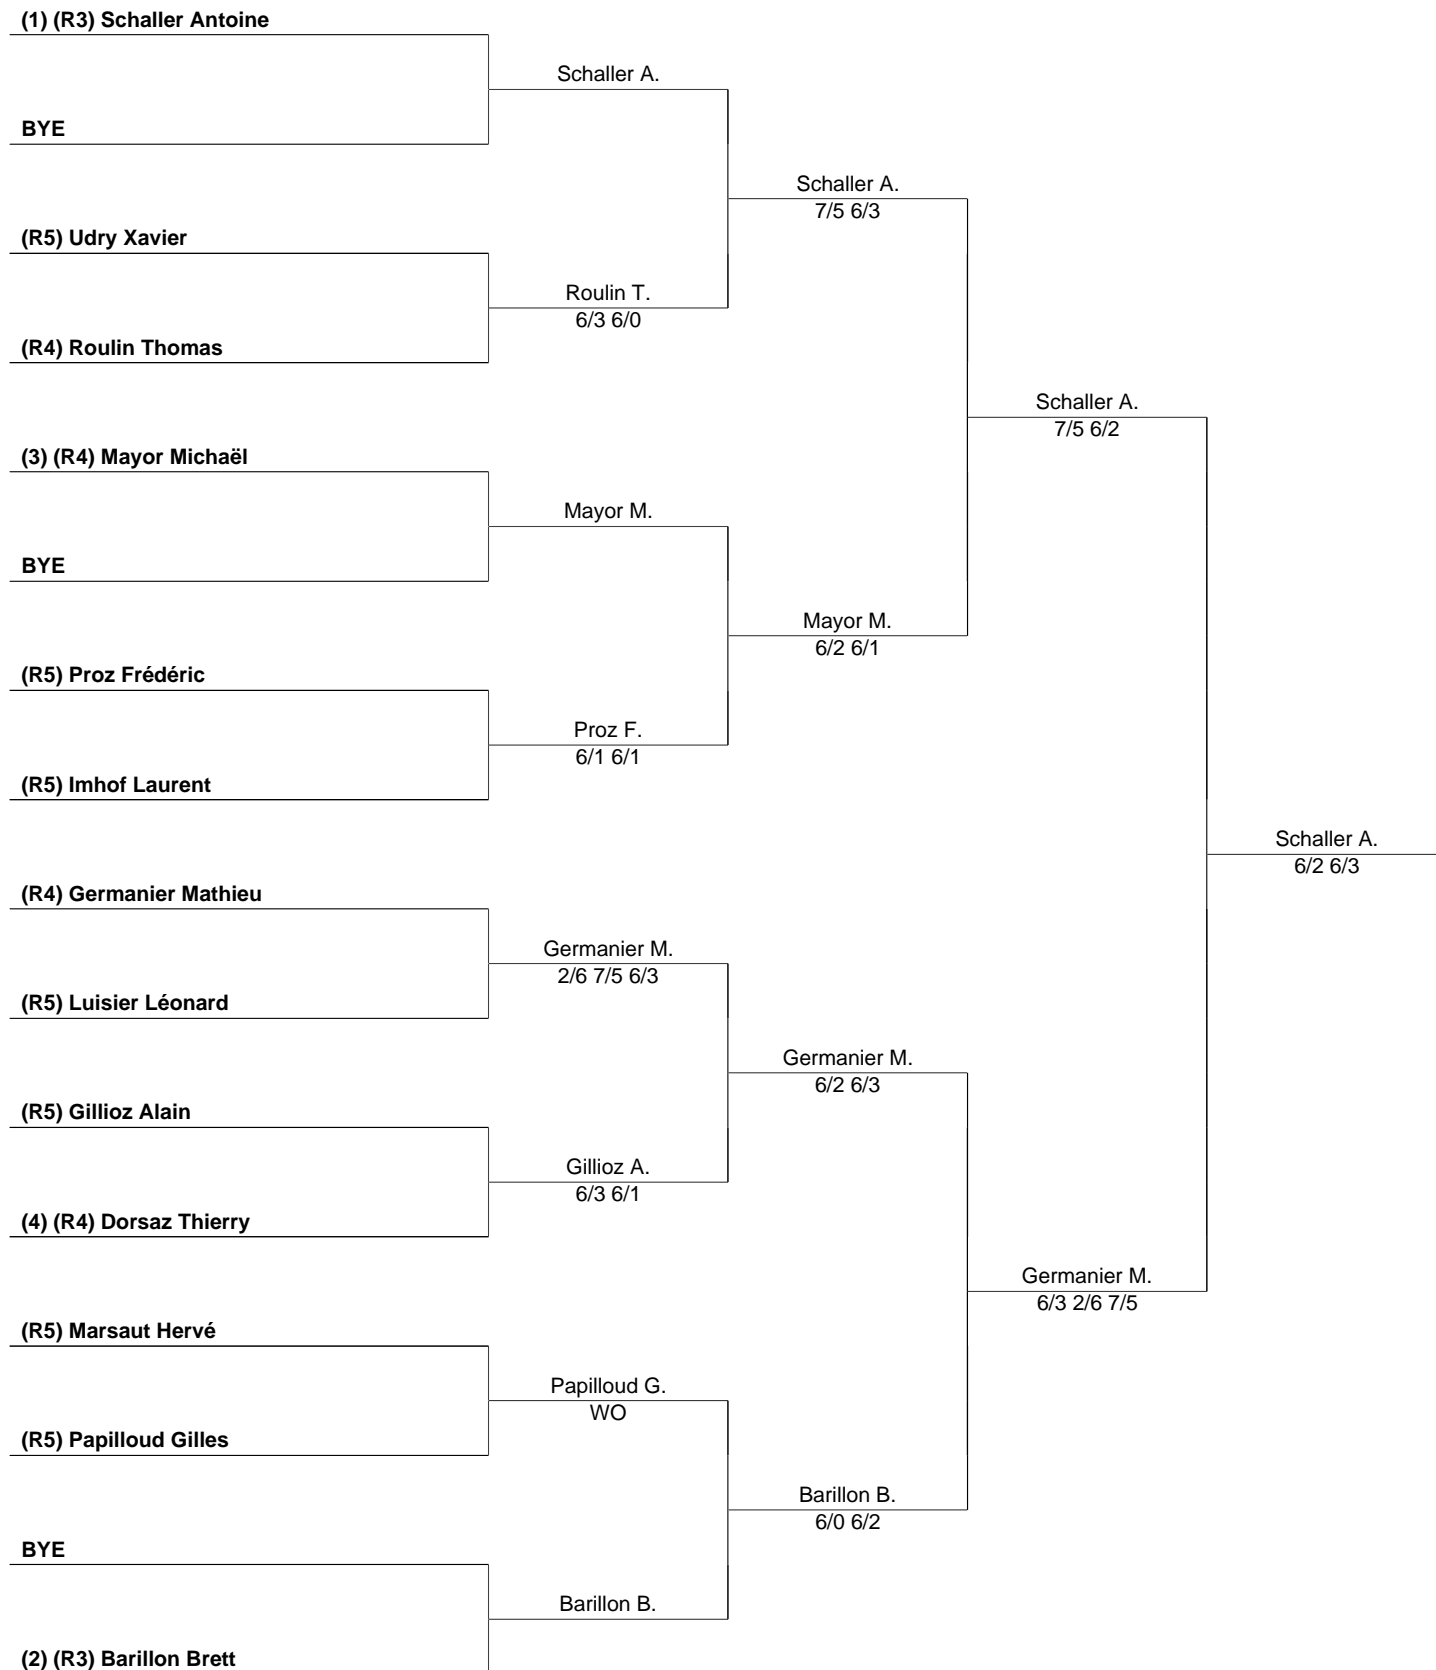 (1) (R3) Schaller Antoine
Schaller A.
BYE
Schaller A.
7/5 6/3
(R5) Udry Xavier
Roulin T.
6/3 6/0
(R4) Roulin Thomas
Schaller A.
7/5 6/2
(3) (R4) Mayor Michaël
Mayor M.
BYE
Mayor M.
6/2 6/1
(R5) Proz Frédéric
Proz F.
6/1 6/1
(R5) Imhof Laurent
Schaller A.
6/2 6/3
(R4) Germanier Mathieu
Germanier M.
2/6 7/5 6/3
(R5) Luisier Léonard
Germanier M.
6/2 6/3
(R5) Gillioz Alain
Gillioz A.
6/3 6/1
(4) (R4) Dorsaz Thierry
Germanier M.
6/3 2/6 7/5
(R5) Marsaut Hervé
Papilloud G.
WO
(R5) Papilloud Gilles
Barillon B.
6/0 6/2
BYE
Barillon B.
(2) (R3) Barillon Brett